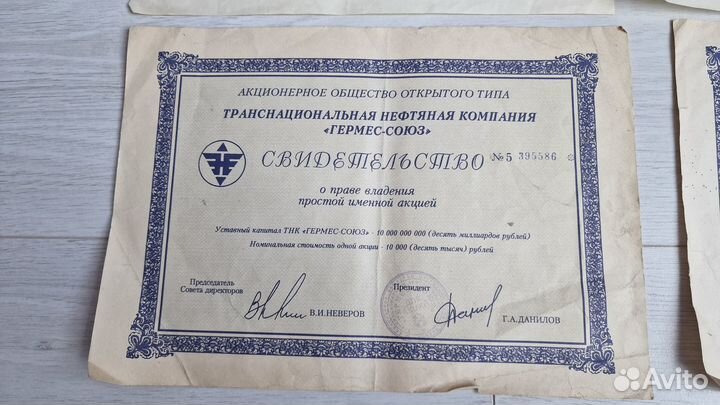 АКЦИОНЕРНОЕ ОБЩЕСТВО ОТКРЫТОГО ТИПА
ТРАНСНАЦИОНАЛЬНАЯ НЕФТЯНАЯ КОМПАНИЯ
«ГЕРМЕС-СОЮЗ»
СВИДЕТЕЛЬСТВО №5 395586
о праве владения
простой именной акцией
Уставный капитал ТНК «ГЕРМЕС-СОЮЗ» - 10 000 000 000 (десять миллиардов рублей)
Номинальная стоимость одной акции - 10 000 (десять тысяч) рублей
Председатель
Совета директоров
В.И.НЕВЕРОВ
Президент
Г.А.ДАНИЛОВ
Avito